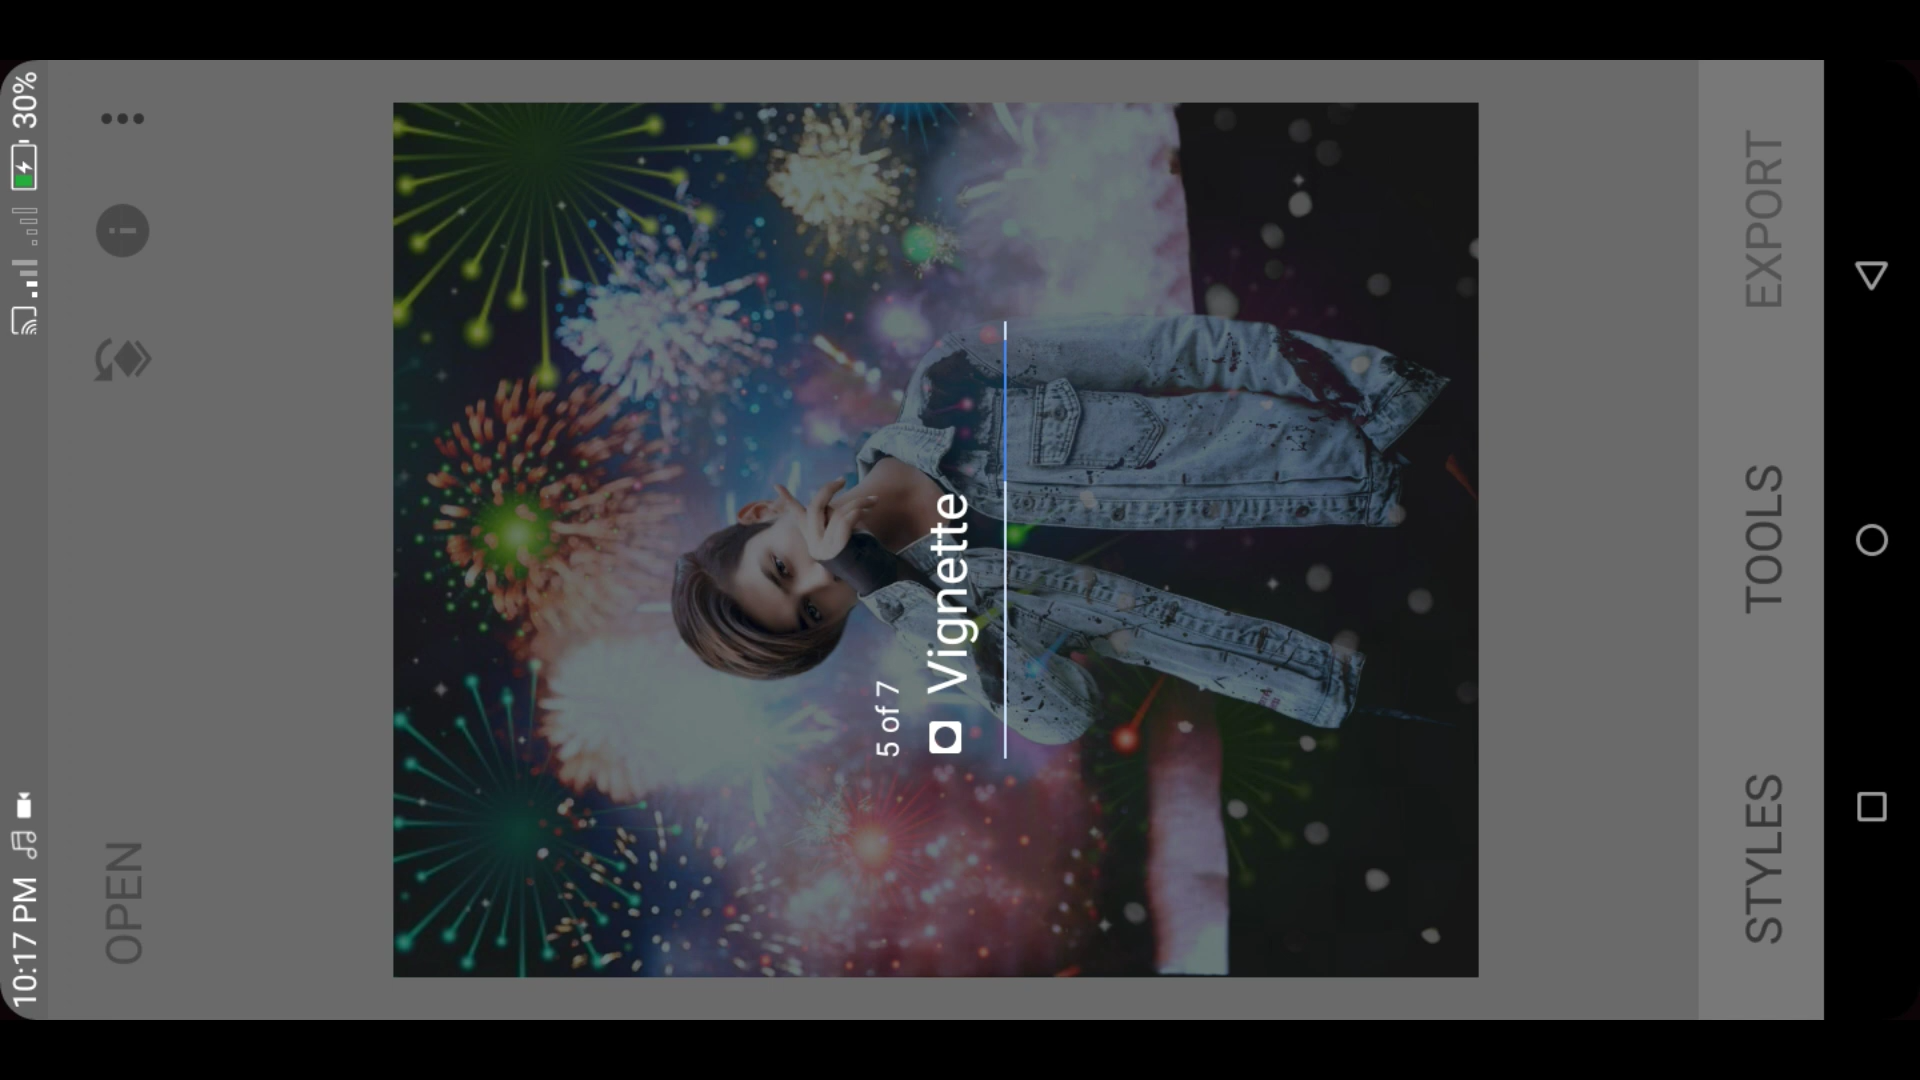 10:17 PM
30%
OPEN
5 of 7
Vignette
STYLES
TOOLS
EXPORT